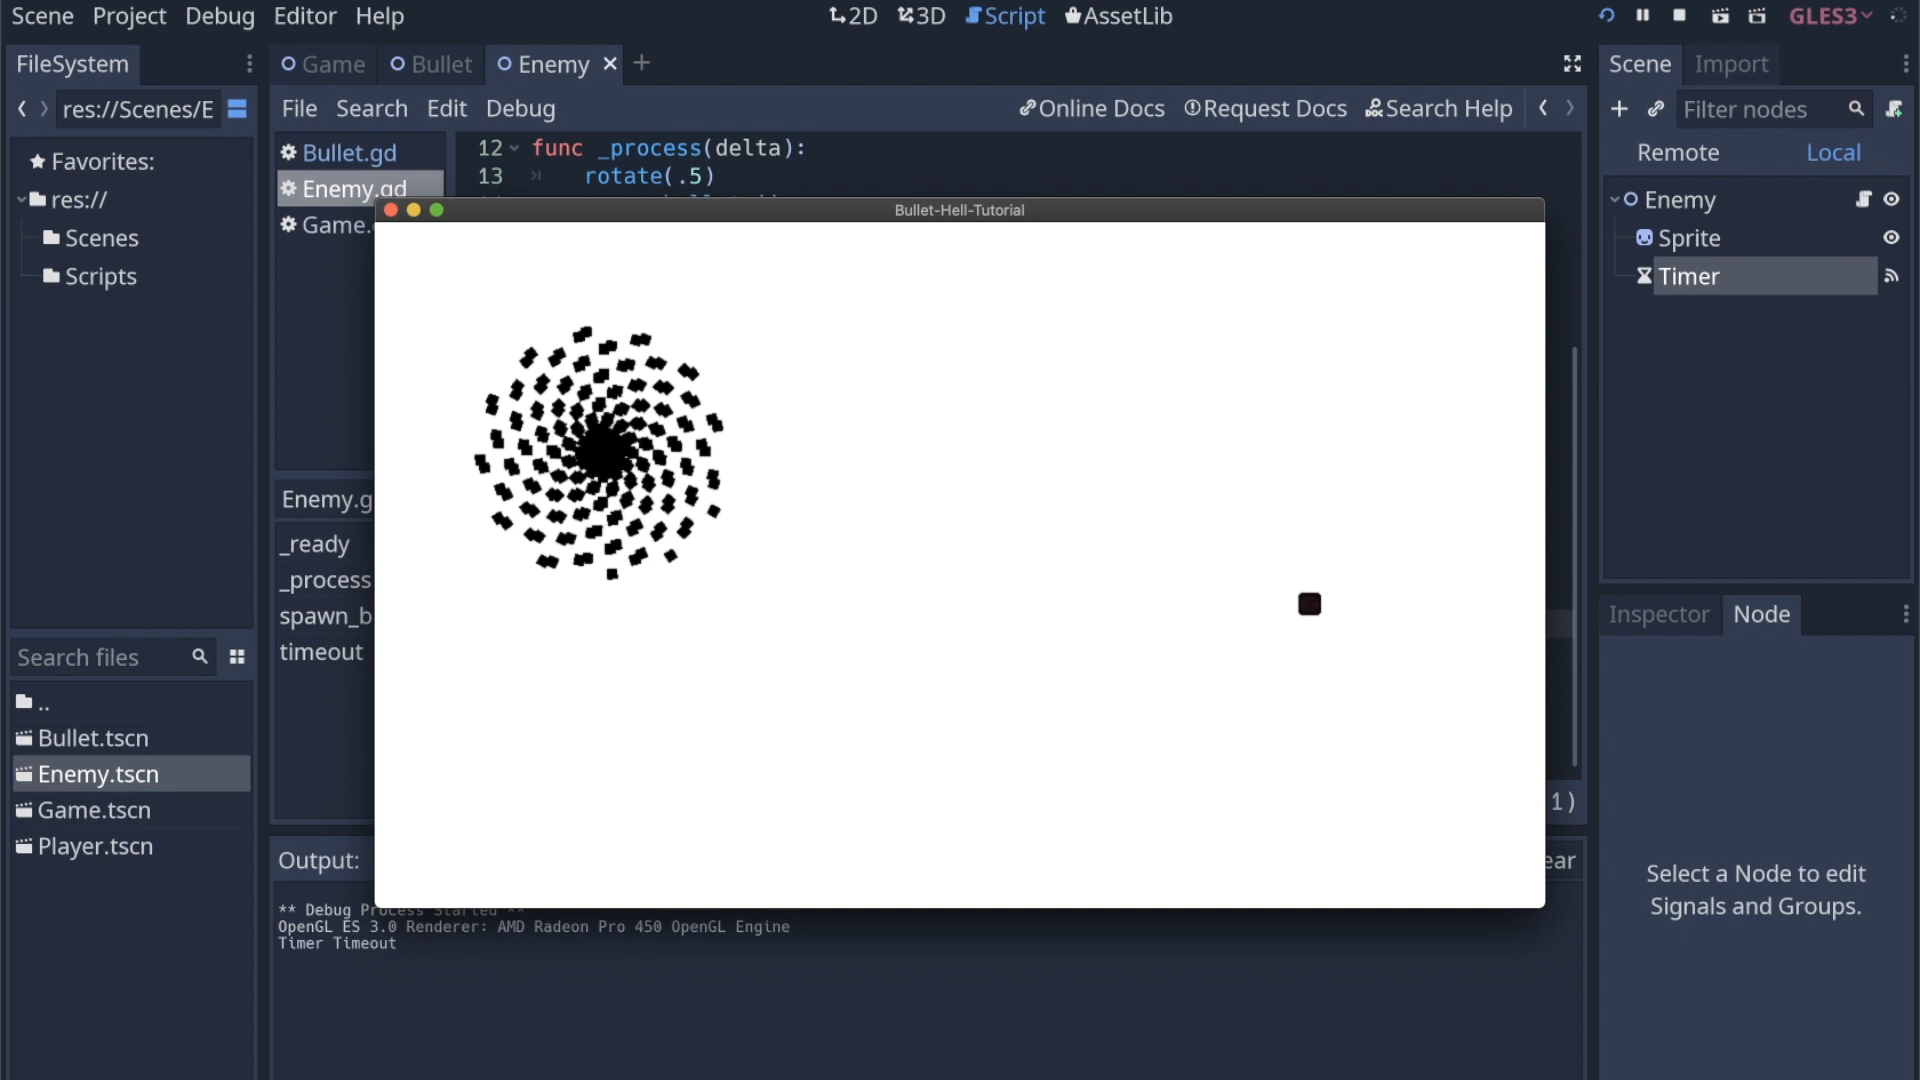 Scene Project Debug Editor Help
2D 3D Script AssetLib
GLES3
FileSystem
Game Bullet Enemy
Scene Import
res://Scenes/E
File Search Edit Debug
Online Docs Request Docs Search Help
Filter nodes
Favorites:
res://
Scenes
Scripts
Bullet.gd
Enemy.gd
Game.
12 func _process(delta):
13 rotate(.5)
Remote Local
Enemy
Sprite
Timer
Bullet-Hell-Tutorial
Enemy.g
_ready
_process
spawn_b
timeout
1)
Search files
..
Bullet.tscn
Enemy.tscn
Game.tscn
Player.tscn
Inspector Node
Select a Node to edit
Signals and Groups.
Output:
ear
** Debug Process Started **
OpenGL ES 3.0 Renderer: AMD Radeon Pro 450 OpenGL Engine
Timer Timeout